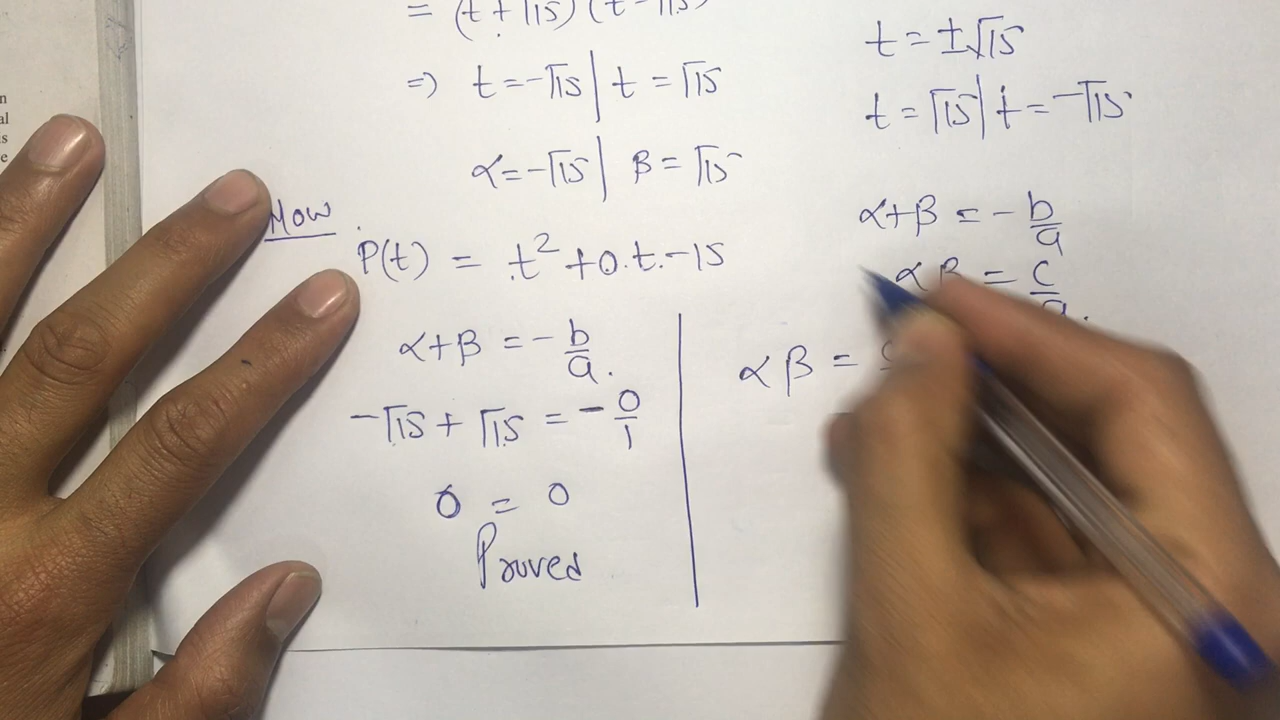 = (t+√15)(t-√15)
⇒ t=-√15 | t=√15
α=-√15 | β=√15
Now
P(t) = t²+0.t.-15
α+β = -b/a.
-√15+√15 = -0/1
0 = 0
Proved
t=±√15
t=√15 | t=-√15
α+β = -b/a
αβ = c/a.
αβ =